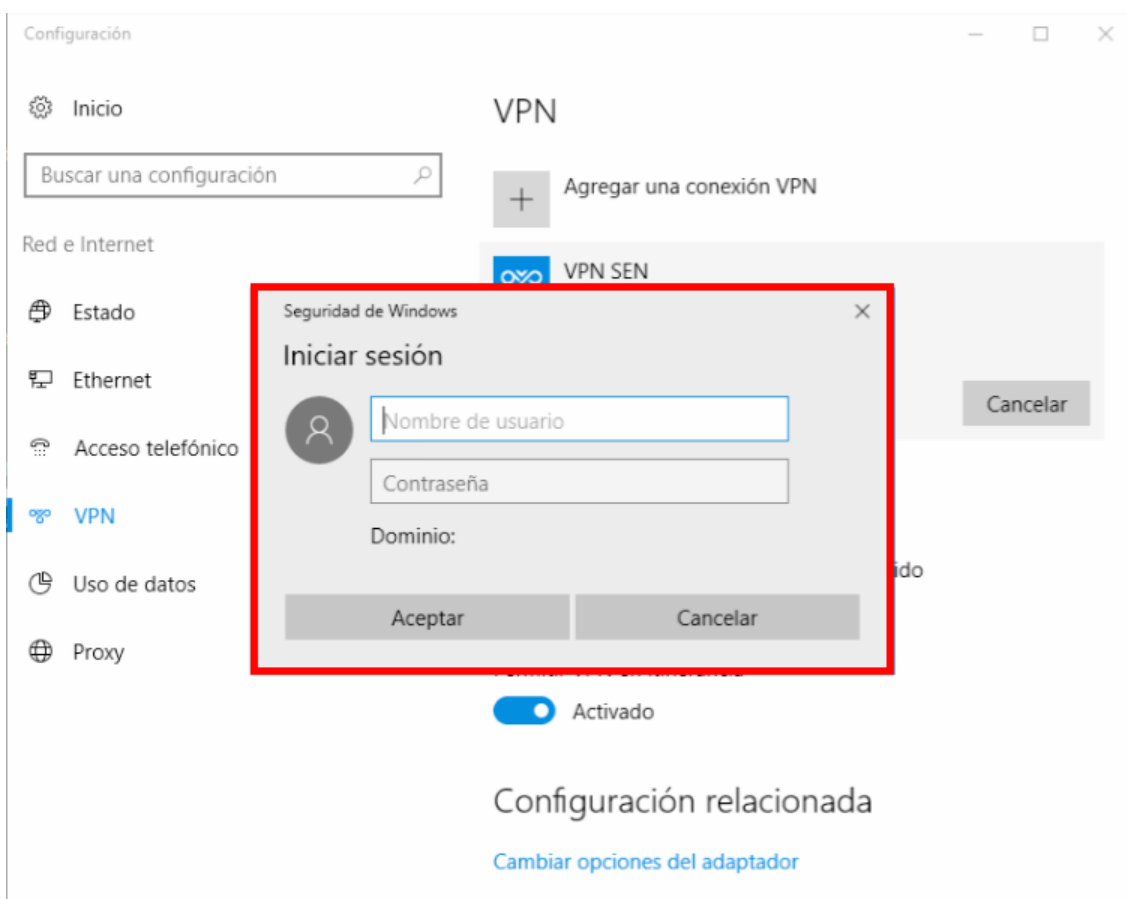 Configuración
Inicio
Buscar una configuración
Red e Internet
Estado
Ethernet
Acceso telefónico
VPN
Uso de datos
Proxy
VPN
Agregar una conexión VPN
VPN SEN
Cancelar
Seguridad de Windows
Iniciar sesión
Nombre de usuario
Contraseña
Dominio:
Aceptar
Cancelar
ido
Activado
Configuración relacionada
Cambiar opciones del adaptador